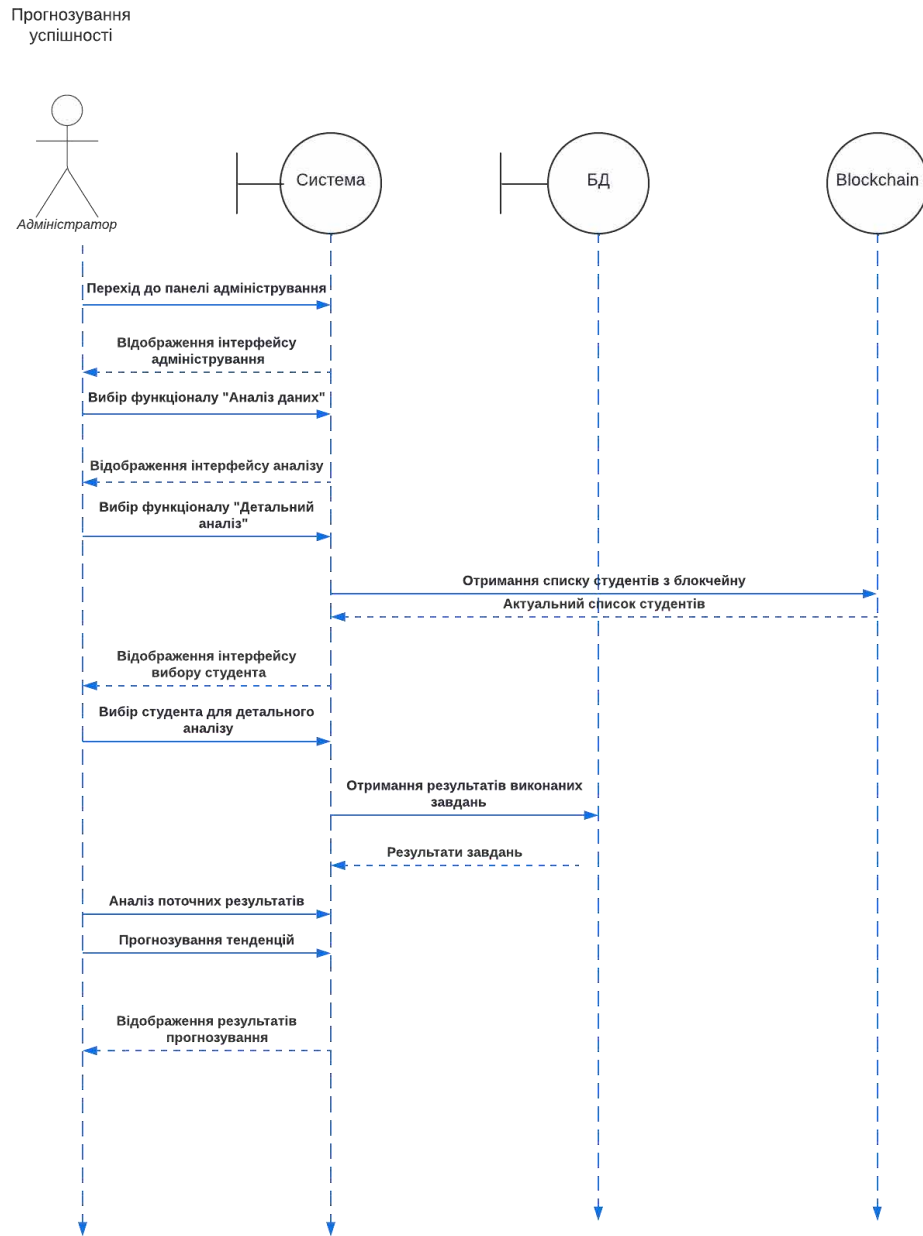 Прогнозування
успішності
Адміністратор
Система
БД
Blockchain
Перехід до панелі адміністрування
ВІдображення інтерфейсу
адміністрування
Вибір функціоналу "Аналіз даних"
Відображення інтерфейсу аналізу
Вибір функціоналу "Детальний
аналіз"
Отримання списку студентів з блокчейну
Актуальний список студентів
Відображення інтерфейсу
вибору студента
Вибір студента для детального
аналізу
Отримання результатів виконаних
завдань
Результати завдань
Аналіз поточних результатів
Прогнозування тенденцій
Відображення результатів
прогнозування